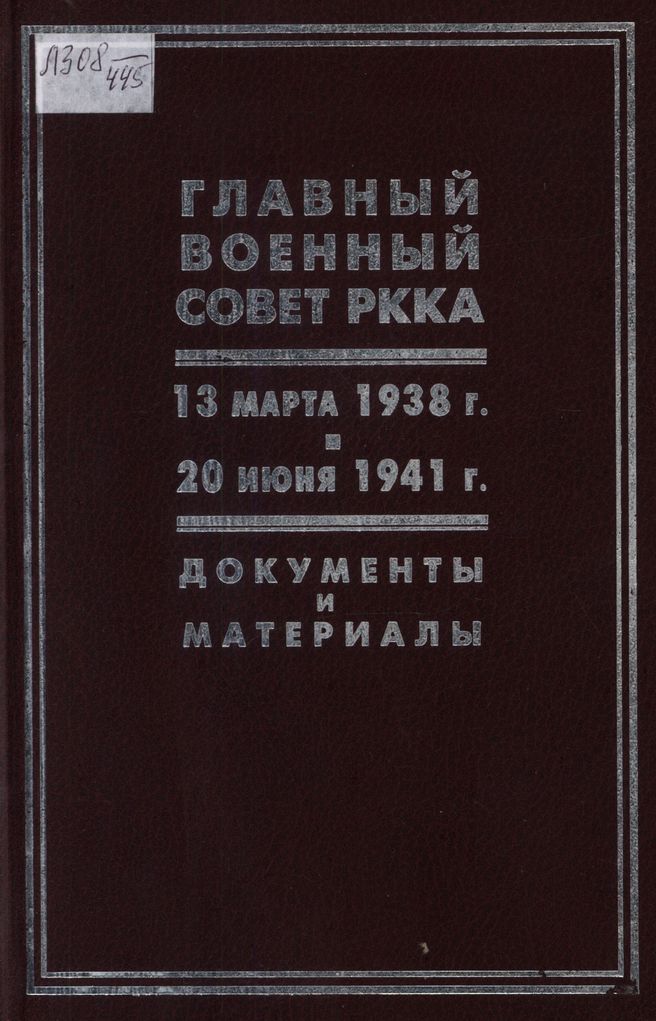 Л308
445
ГЛАВНЫЙ
ВОЕННЫЙ
СОВЕТ РККА
13 МАРТА 1938 г.
20 ИЮНЯ 1941 г.
ДОКУМЕНТЫ
И
МАТЕРИАЛЫ